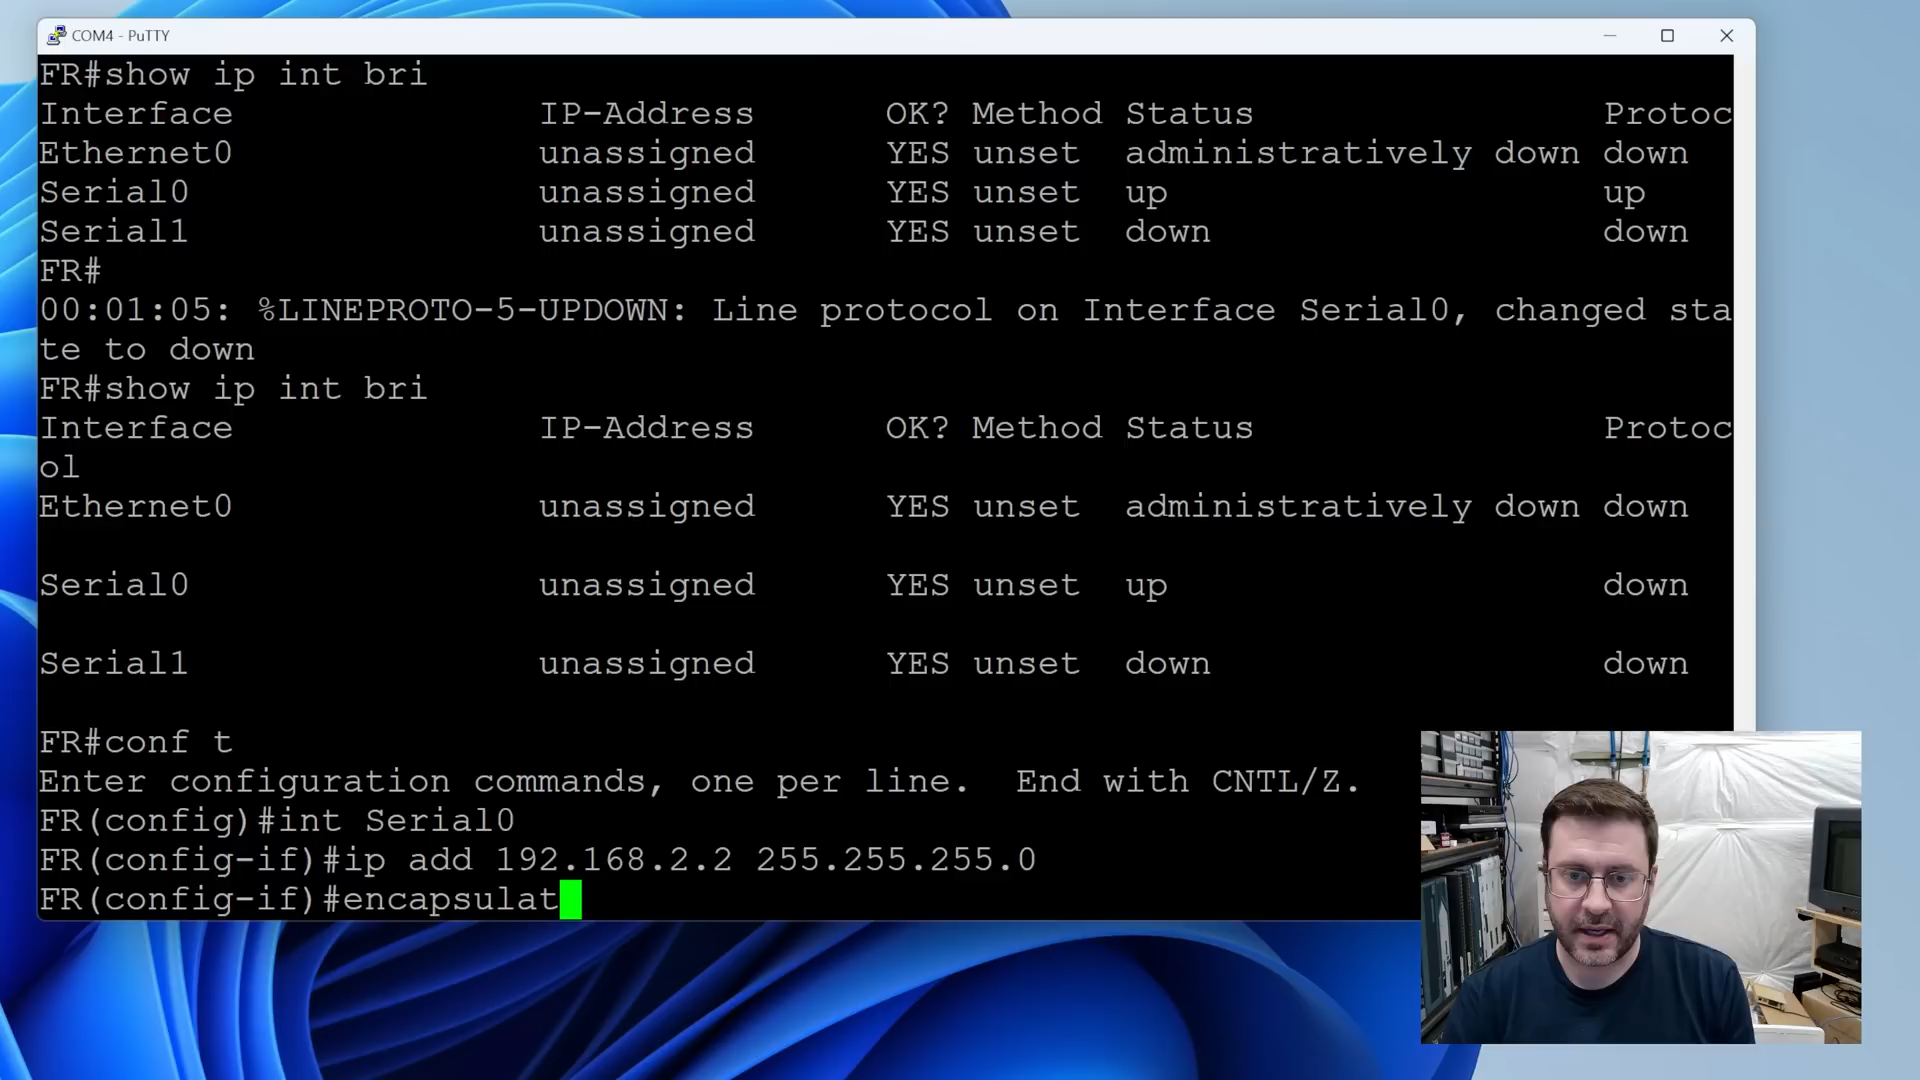 COM4 - PuTTY
FR#show ip int bri
Interface IP-Address OK? Method Status Protoc
Ethernet0 unassigned YES unset administratively down down
Serial0 unassigned YES unset up up
Serial1 unassigned YES unset down down
FR#
00:01:05: %LINEPROTO-5-UPDOWN: Line protocol on Interface Serial0, changed sta
te to down
FR#show ip int bri
Interface IP-Address OK? Method Status Protoc
ol
Ethernet0 unassigned YES unset administratively down down
Serial0 unassigned YES unset up down
Serial1 unassigned YES unset down down
FR#conf t
Enter configuration commands, one per line. End with CNTL/Z.
FR(config)#int Serial0
FR(config-if)#ip add 192.168.2.2 255.255.255.0
FR(config-if)#encapsulat